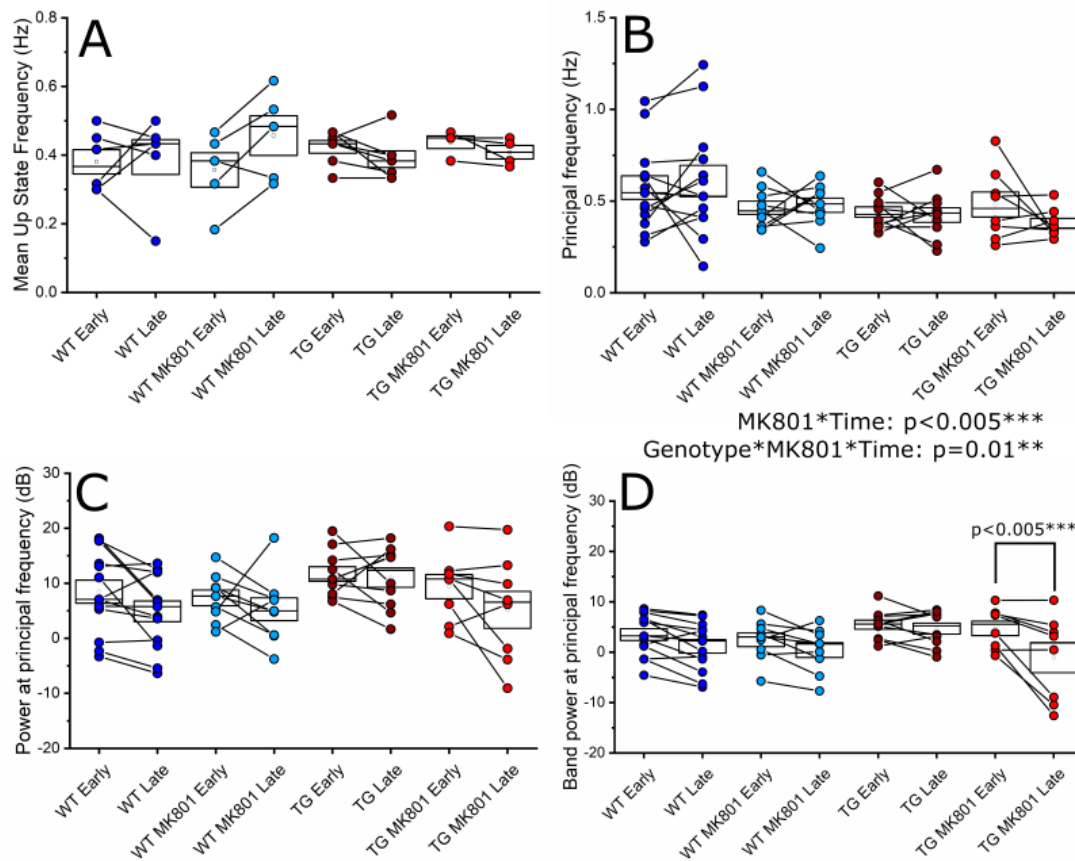 A
Mean Up State Frequency (Hz)
0.8
0.6
0.4
0.2
0.0
WT Early
WT Late
WT MK801 Early
WT MK801 Late
TG Early
TG Late
TG MK801 Early
TG MK801 Late
B
Principal frequency (Hz)
1.5
1.0
0.5
0.0
WT Early
WT Late
WT MK801 Early
WT MK801 Late
TG Early
TG Late
TG MK801 Early
TG MK801 Late
MK801*Time: p<0.005***
Genotype*MK801*Time: p=0.01**
C
Power at principal frequency (dB)
30
20
10
0
-10
-20
WT Early
WT Late
WT MK801 Early
WT MK801 Late
TG Early
TG Late
TG MK801 Early
TG MK801 Late
D
Band power at principal frequency (dB)
30
20
10
0
-10
-20
p<0.005***
WT Early
WT Late
WT MK801 Early
WT MK801 Late
TG Early
TG Late
TG MK801 Early
TG MK801 Late